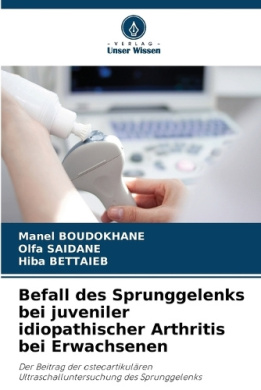 VERLAG
Unser Wissen
Manel BOUDOKHANE
Olfa SAIDANE
Hiba BETTAIEB
Befall des Sprunggelenks
bei juveniler
idiopathischer Arthritis
bei Erwachsenen
Der Beitrag der osteoartikulären
Ultraschalluntersuchung des Sprunggelenks